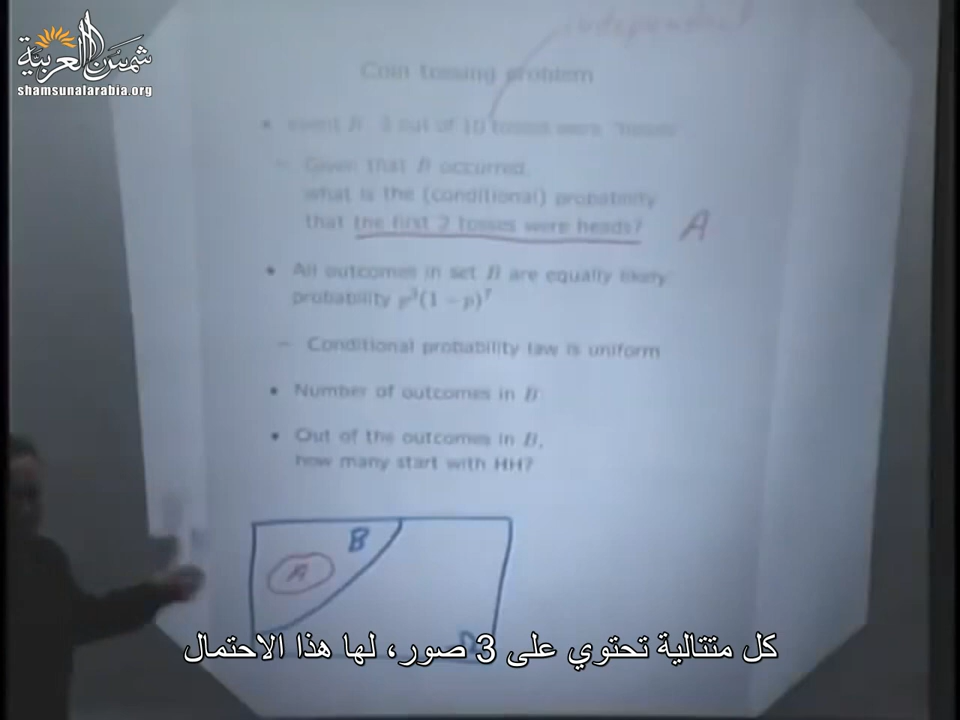 شمس العربية
shamsunalarabia.org
independent
Coin tossing problem
• event B: 3 out of 10 tosses were "heads".
– Given that B occurred,
what is the (conditional) probability
that the first 2 tosses were heads?
A
• All outcomes in set B are equally likely:
probability p³(1 − p)⁷
– Conditional probability law is uniform
• Number of outcomes in B
• Out of the outcomes in B,
how many start with HH?
B
A
Ω
كل متتالية تحتوي على 3 صور، لها هذا الاحتمال